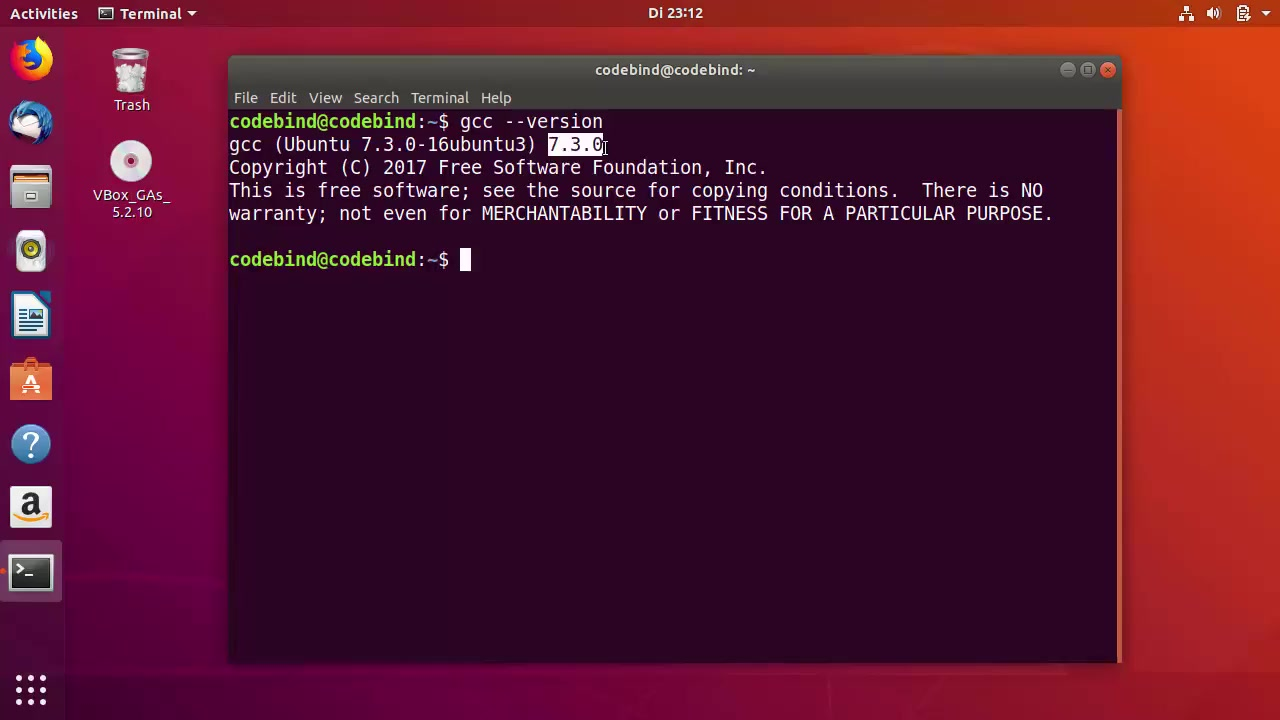 Activities
Terminal
Di 23:12
Trash
VBox_GAs_
5.2.10
codebind@codebind: ~
File Edit View Search Terminal Help
codebind@codebind:~$ gcc --version
gcc (Ubuntu 7.3.0-16ubuntu3) 7.3.0
Copyright (C) 2017 Free Software Foundation, Inc.
This is free software; see the source for copying conditions.  There is NO
warranty; not even for MERCHANTABILITY or FITNESS FOR A PARTICULAR PURPOSE.
codebind@codebind:~$